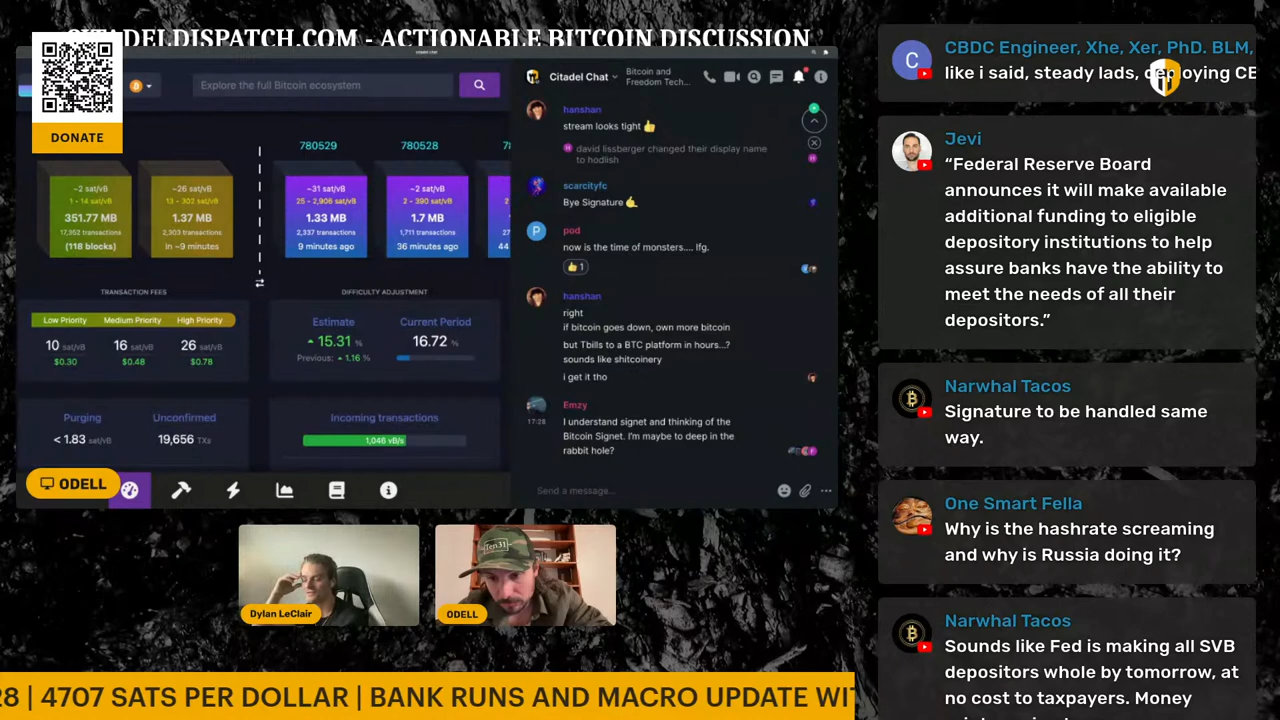 CITADELDISPATCH.COM - ACTIONABLE BITCOIN DISCUSSION
DONATE
Explore the full Bitcoin ecosystem
~2 sat/vB
1 - 14 sat/vB
351.77 MB
17,352 transactions
(118 blocks)
~26 sat/vB
13 - 302 sat/vB
1.37 MB
2,303 transactions
In ~9 minutes
780529
~31 sat/vB
25 - 2,906 sat/vB
1.33 MB
2,337 transactions
9 minutes ago
780528
~2 sat/vB
2 - 390 sat/vB
1.7 MB
1,711 transactions
36 minutes ago
78
44
TRANSACTION FEES
Low Priority Medium Priority High Priority
10 sat/vB 16 sat/vB 26 sat/vB
$0.30 $0.48 $0.78
DIFFICULTY ADJUSTMENT
Estimate Current Period
15.31 % 16.72 %
Previous: 1.16 %
Purging Unconfirmed
< 1.83 sat/vB 19,656 TXs
Incoming transactions
1,046 vB/s
ODELL
Citadel Chat
Bitcoin and
Freedom Tech...
hanshan
stream looks tight
david lissberger changed their display name
to hodlish
scarcityfc
Bye Signature
P
pod
now is the time of monsters.... lfg.
1
hanshan
right
if bitcoin goes down, own more bitcoin
but Tbills to a BTC platform in hours...?
sounds like shitcoinery
i get it tho
Emzy
17:28
I understand signet and thinking of the
Bitcoin Signet. I'm maybe to deep in the
rabbit hole?
Send a message...
Dylan LeClair
Ten31
ODELL
28 | 4707 SATS PER DOLLAR | BANK RUNS AND MACRO UPDATE WIT
C
CBDC Engineer, Xhe, Xer, PhD. BLM,
like i said, steady lads, deploying CE
Jevi
“Federal Reserve Board
announces it will make available
additional funding to eligible
depository institutions to help
assure banks have the ability to
meet the needs of all their
depositors.”
Narwhal Tacos
Signature to be handled same
way.
One Smart Fella
Why is the hashrate screaming
and why is Russia doing it?
Narwhal Tacos
Sounds like Fed is making all SVB
depositors whole by tomorrow, at
no cost to taxpayers. Money